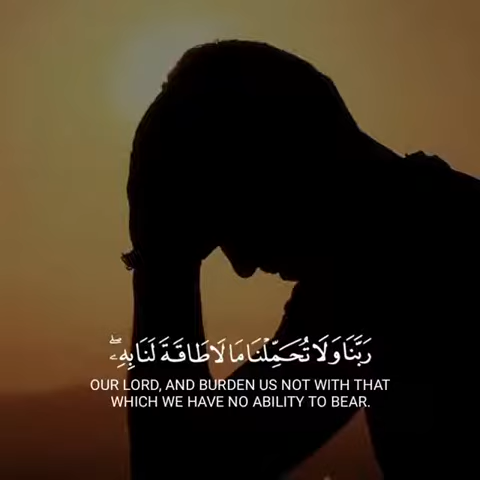 رَبَّنَا وَلَا تُحَمِّلْنَا مَا لَا طَاقَةَ لَنَا بِهِۦۖ
OUR LORD, AND BURDEN US NOT WITH THAT
WHICH WE HAVE NO ABILITY TO BEAR.